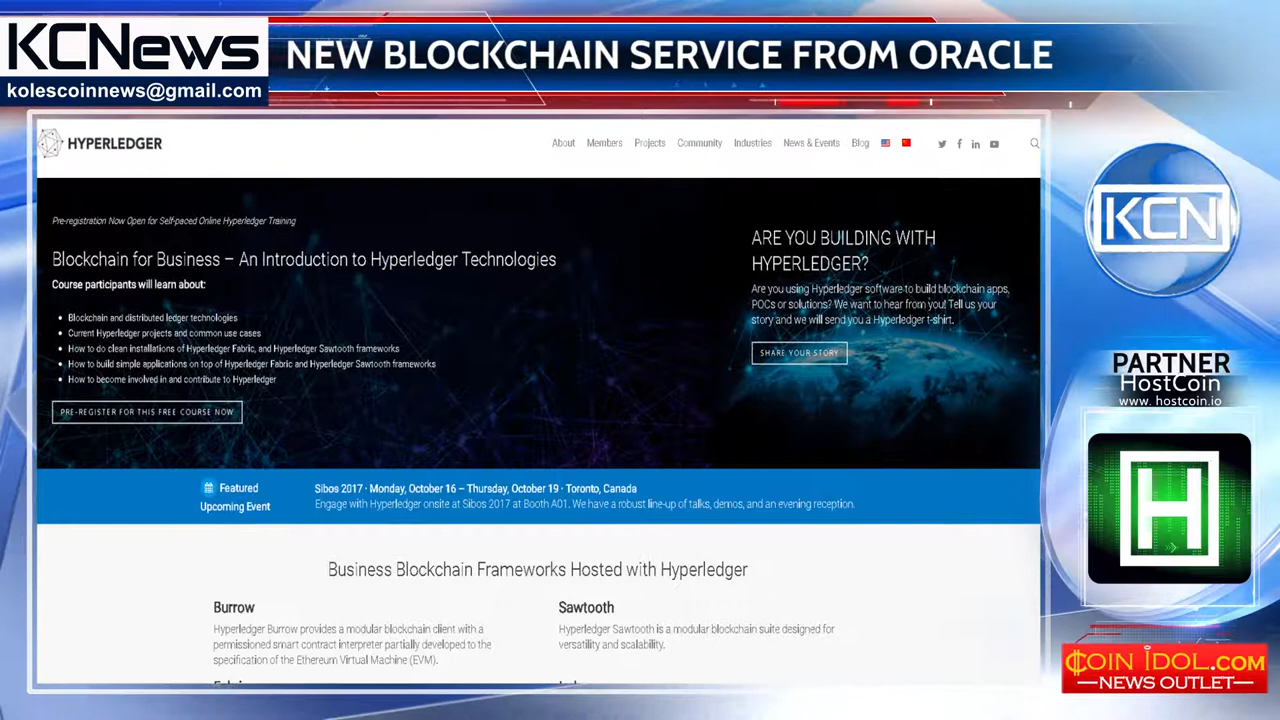 KCNews
kolescoinnews@gmail.com
NEW BLOCKCHAIN SERVICE FROM ORACLE
HYPERLEDGER
About Members Projects Community Industries News & Events Blog
Pre-registration Now Open for Self-paced Online Hyperledger Training
Blockchain for Business – An Introduction to Hyperledger Technologies
Course participants will learn about:
Blockchain and distributed ledger technologies
Current Hyperledger projects and common use cases
How to do clean installations of Hyperledger Fabric, and Hyperledger Sawtooth frameworks
How to build simple applications on top of Hyperledger Fabric and Hyperledger Sawtooth frameworks
How to become involved in and contribute to Hyperledger
PRE-REGISTER FOR THIS FREE COURSE NOW
ARE YOU BUILDING WITH
HYPERLEDGER?
Are you using Hyperledger software to build blockchain apps,
POCs or solutions? We want to hear from you! Tell us your
story and we will send you a Hyperledger t-shirt.
SHARE YOUR STORY
Featured
Upcoming Event
Sibos 2017 · Monday, October 16 – Thursday, October 19 · Toronto, Canada
Engage with Hyperledger onsite at Sibos 2017 at Booth A01. We have a robust line-up of talks, demos, and an evening reception.
Business Blockchain Frameworks Hosted with Hyperledger
Burrow
Hyperledger Burrow provides a modular blockchain client with a
permissioned smart contract interpreter partially developed to the
specification of the Ethereum Virtual Machine (EVM).
Sawtooth
Hyperledger Sawtooth is a modular blockchain suite designed for
versatility and scalability.
KCN
PARTNER
HostCoin
www. hostcoin.io
H
COIN IDOL.COM
NEWS OUTLET